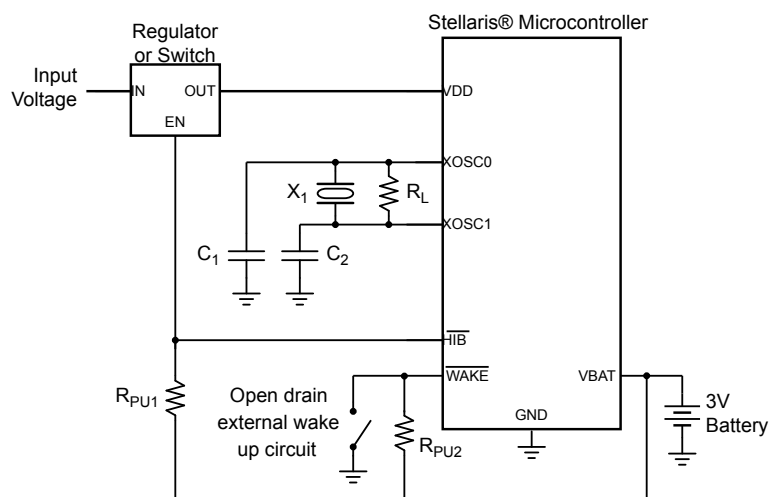 Stellaris® Microcontroller
Regulator
or Switch
Input
Voltage
IN
OUT
EN
VDD
XOSC0
X1
RL
XOSC1
C1
C2
HIB
WAKE
VBAT
RPU1
Open drain
external wake
up circuit
RPU2
GND
3V
Battery